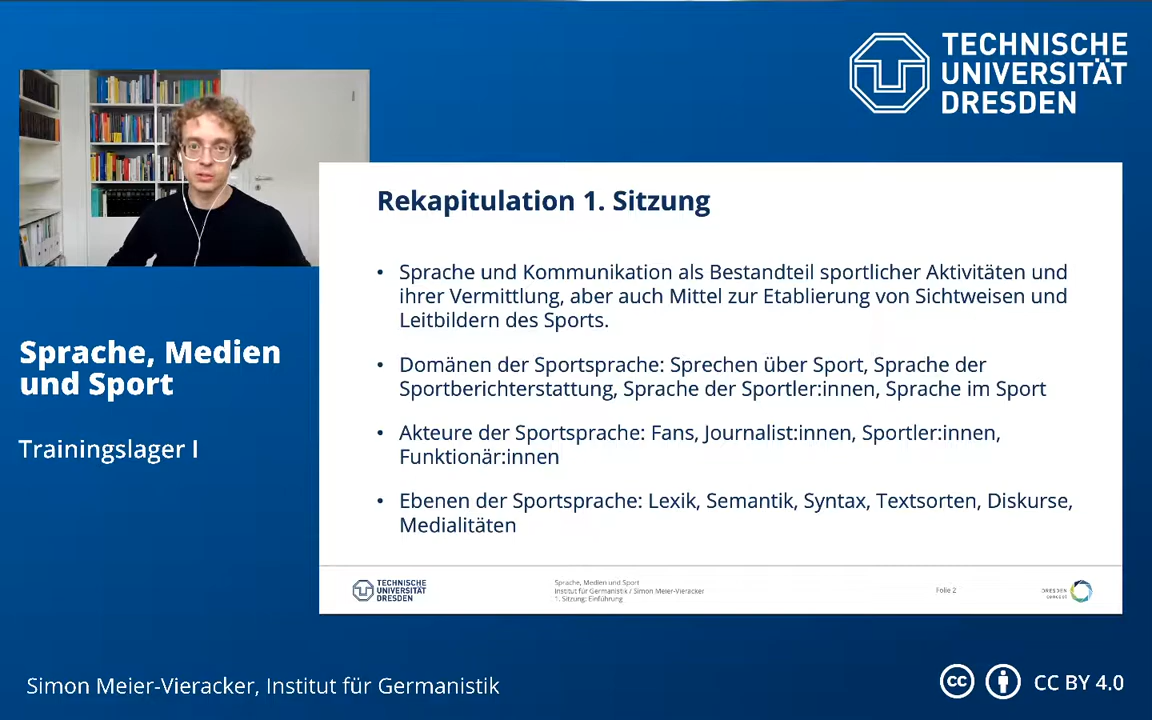 TECHNISCHE
UNIVERSITÄT
DRESDEN
Rekapitulation 1. Sitzung
• Sprache und Kommunikation als Bestandteil sportlicher Aktivitäten und
ihrer Vermittlung, aber auch Mittel zur Etablierung von Sichtweisen und
Leitbildern des Sports.
• Domänen der Sportsprache: Sprechen über Sport, Sprache der
Sportberichterstattung, Sprache der Sportler:innen, Sprache im Sport
• Akteure der Sportsprache: Fans, Journalist:innen, Sportler:innen,
Funktionär:innen
• Ebenen der Sportsprache: Lexik, Semantik, Syntax, Textsorten, Diskurse,
Medialitäten
TECHNISCHE
UNIVERSITÄT
DRESDEN
Sprache, Medien und Sport
Institut für Germanistik / Simon Meier-Vieracker
1. Sitzung: Einführung
Folie 2
DRESDEN
concept
Sprache, Medien
und Sport
Trainingslager I
Simon Meier-Vieracker, Institut für Germanistik
cc
CC BY 4.0